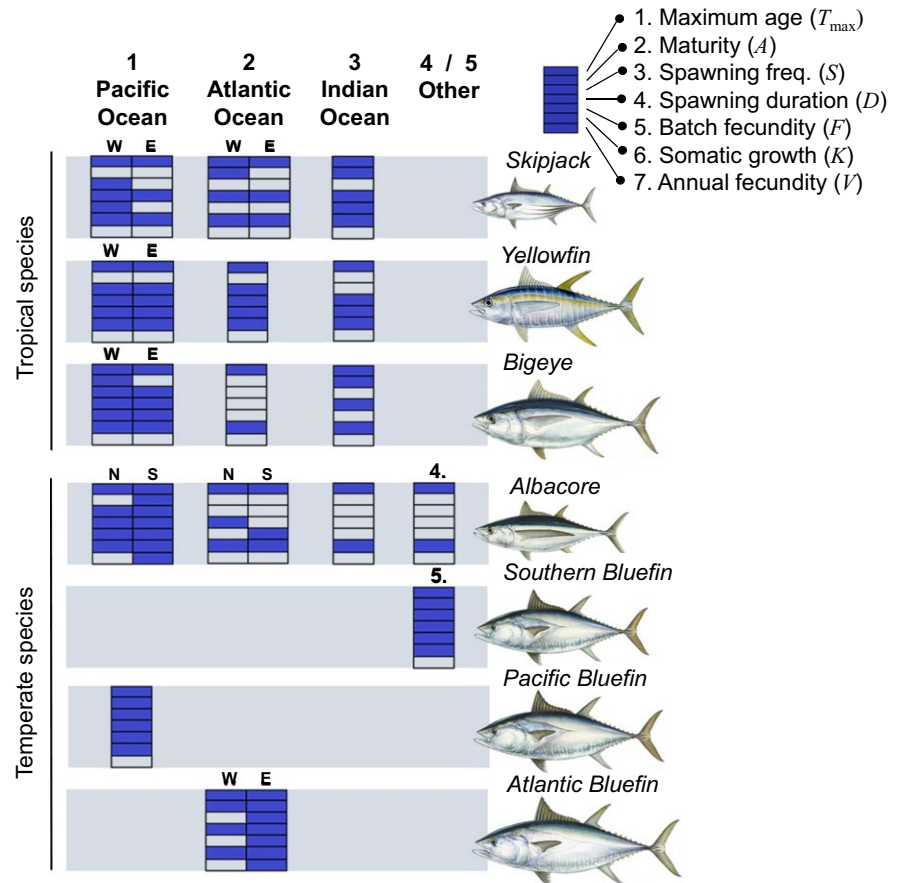 1
Pacific
Ocean
2
Atlantic
Ocean
3
Indian
Ocean
4 / 5
Other
1. Maximum age (Tmax)
2. Maturity (A)
3. Spawning freq. (S)
4. Spawning duration (D)
5. Batch fecundity (F)
6. Somatic growth (K)
7. Annual fecundity (V)
Tropical species
W E W E
Skipjack
W E
Yellowfin
W E
Bigeye
Temperate species
N S N S 4.
Albacore
5.
Southern Bluefin
Pacific Bluefin
W E
Atlantic Bluefin